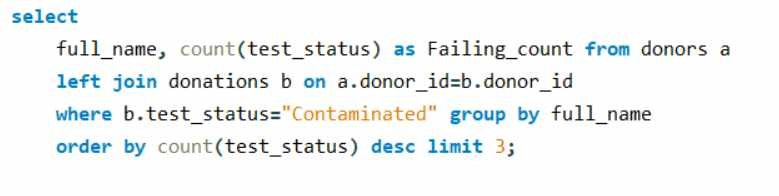 select
full_name, count(test_status) as Failing_count from donors a
left join donations b on a.donor_id=b.donor_id
where b.test_status="Contaminated" group by full_name
order by count(test_status) desc limit 3;